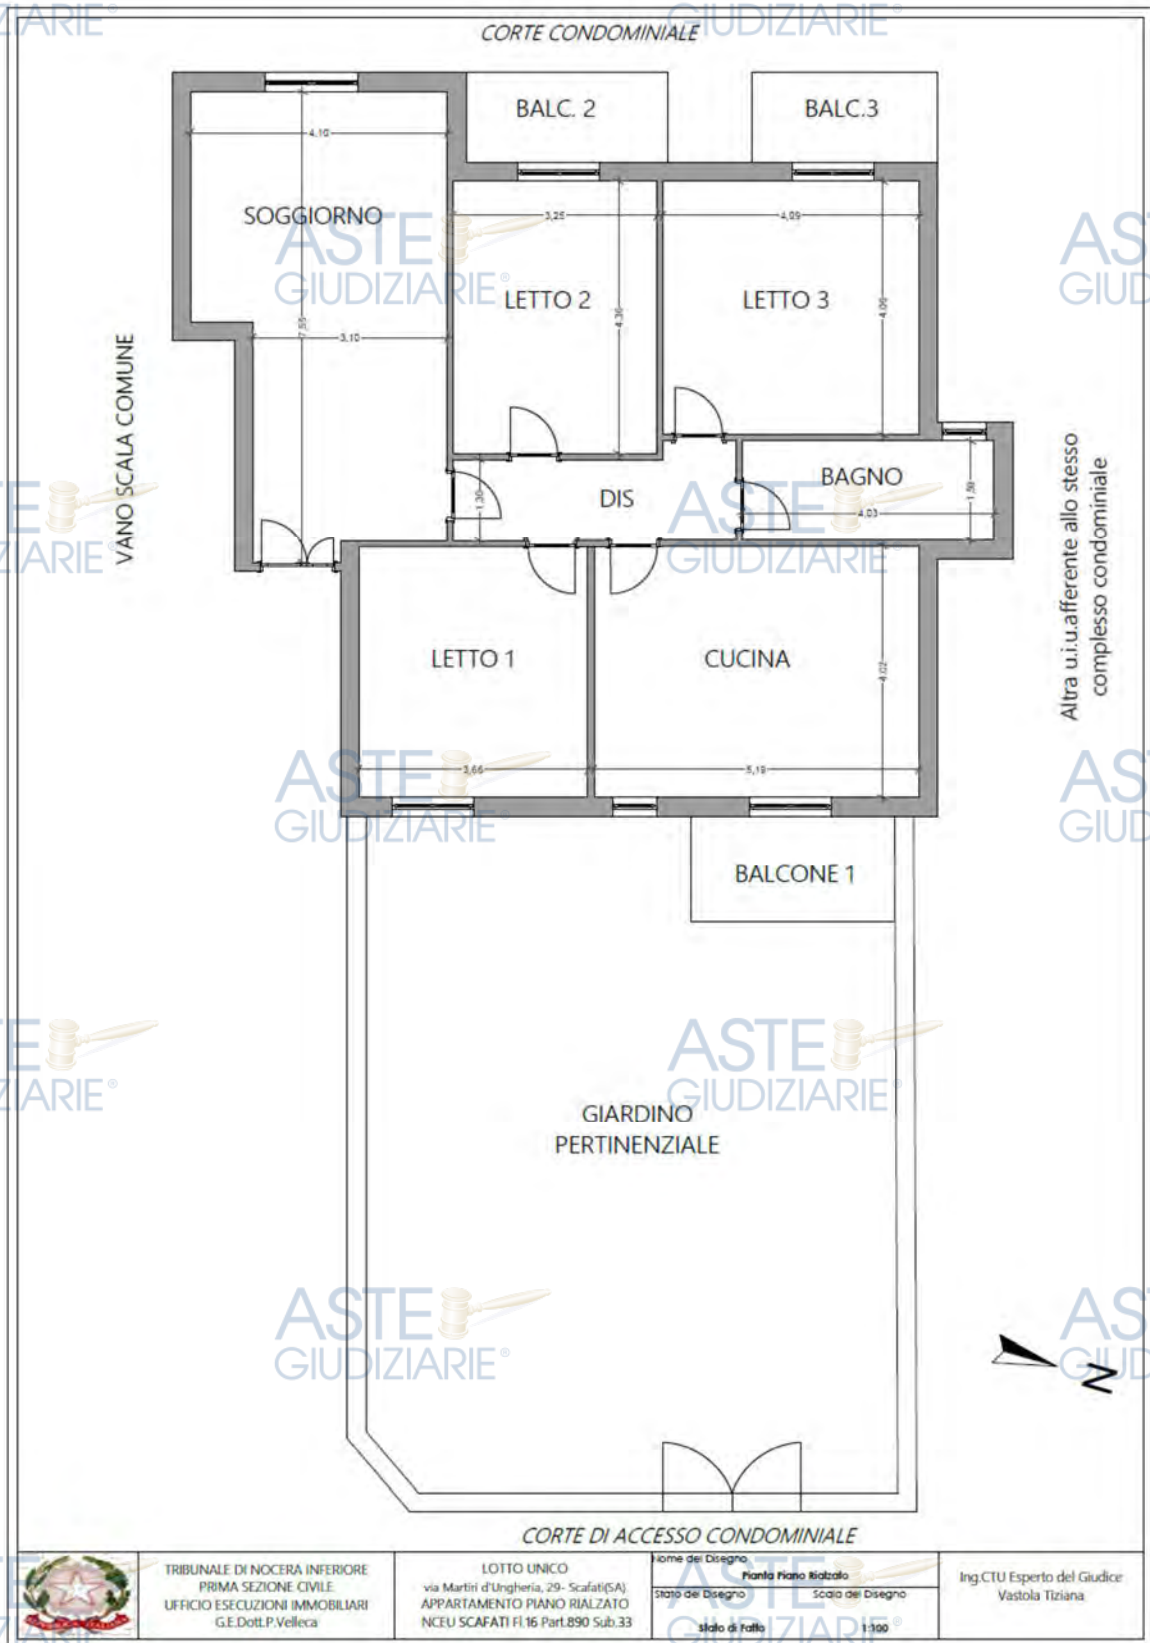 CORTE CONDOMINIALE
BALC. 2
BALC.3
4,10
SOGGIORNO
3,25
4,09
LETTO 2
LETTO 3
4,36
7,55
3,10
VANO SCALA COMUNE
BAGNO
DIS
1,30
1,59
4,03
Altra u.i.u.afferente allo stesso
complesso condominiale
LETTO 1
CUCINA
4,02
3,66
5,19
BALCONE 1
GIARDINO
PERTINENZIALE
N
CORTE DI ACCESSO CONDOMINIALE
TRIBUNALE DI NOCERA INFERIORE
PRIMA SEZIONE CIVILE
UFFICIO ESECUZIONI IMMOBILIARI
G.E.Dott.P.Velleca
LOTTO UNICO
via Martiri d'Ungheria, 29- Scafati(SA)
APPARTAMENTO PIANO RIALZATO
NCEU SCAFATI Fl.16 Part.890 Sub.33
Nome del Disegno
Pianta Piano Rialzato
Stato del Disegno
Scala del Disegno
Stato di Fatto
1:100
Ing.CTU Esperto del Giudice
Vastola Tiziana
ASTE
GIUDIZIARIE®